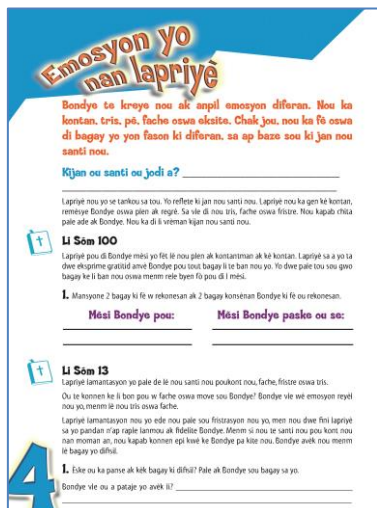 Emosyon yo
nan lapriyè
Bondye te kreye nou ak anpil emosyon diferan. Nou ka
kontan, tris, pè, fache oswa eksite. Chak jou, nou ka fè oswa
di bagay yo yon fason ki diferan, sa ap baze sou ki jan nou
santi nou.
Kijan ou santi ou jodi a?
Lapriyè nou yo se tankou sa tou. Yo reflete ki jan nou santi nou. Lapriyè nou ka gen kè kontan,
remèsye Bondye oswa plen ak regrè. Sa vle di nou tris, fache oswa fristre. Nou kapab chita
pale ade ak Bondye. Nou ka di li vrèman kijan nou santi nou.
Li Sòm 100
Lapriyè pou di Bondye mèsi yo fèt lè nou plen ak kontantman ak kè kontan. Lapriyè sa a yo ta
dwe eksprime gratitid anvè Bondye pou tout bagay li te ban nou yo. Yo dwe pale tou sou gwo
bagay ke li ban nou oswa menm rele byen fò pou di l mèsi.
1. Mansyone 2 bagay ki fè w rekonesan ak 2 bagay konsènan Bondye ki fè ou rekonesan.
Mèsi Bondye pou:
Mèsi Bondye paske ou se:
Li Sòm 13
Lapriyè lamantasyon yo pale de lè nou santi nou poukont nou, fache, fristre oswa tris.
Ou te konnen ke li bon pou w fache oswa move sou Bondye? Bondye vle wè emosyon reyèl
nou yo, menm lè nou tris oswa fache.
Lapriyè lamantasyon nou yo ede nou pale sou fristrasyon nou yo, men nou dwe fini lapriyè
sa yo pandan n'ap raple lanmou ak fidelite Bondye. Menm si nou te santi nou pou kont nou
nan moman an, nou kapab konnen epi kwè ke Bondye pa kite nou. Bondye avèk nou menm
lè bagay yo difisil.
1. Eske ou ka panse ak kèk bagay ki difisil? Pale ak Bondye sou bagay sa yo.
Bondye vle ou a pataje yo avèk li?
4